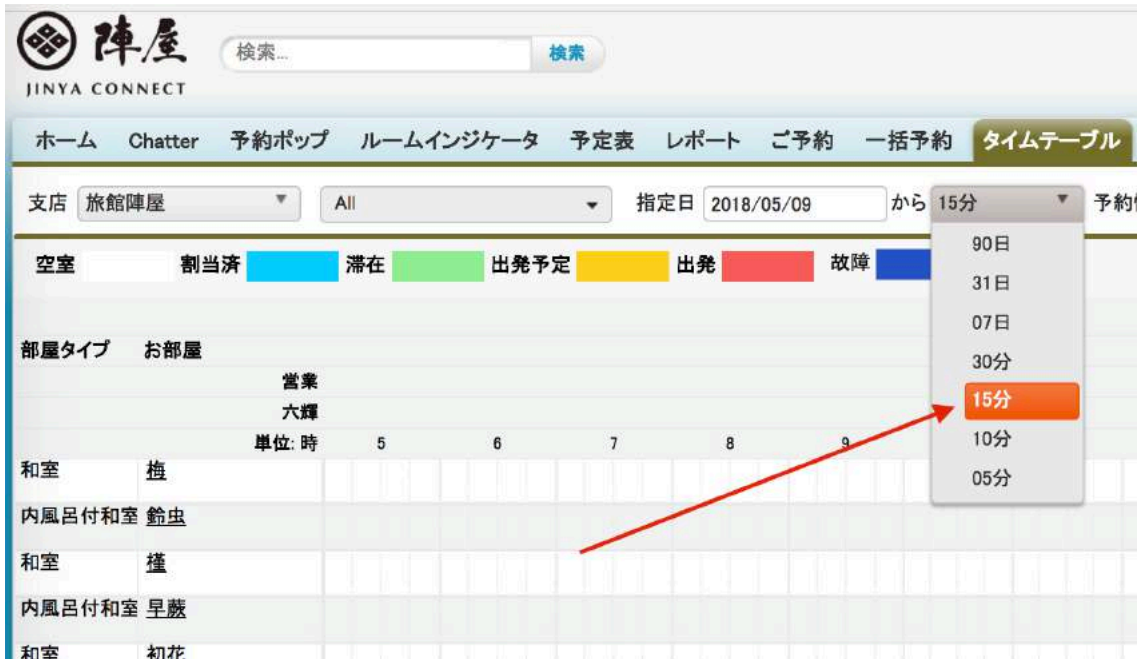 陣屋
JINYA CONNECT
検索...
検索
ホーム Chatter 予約ポップ ルームインジケータ 予定表 レポート ご予約 一括予約 タイムテーブル
支店 旅館陣屋 All 指定日 2018/05/09 から 15分 予約
90日
31日
07日
30分
15分
10分
05分
空室 割当済 滞在 出発予定 出発 故障
部屋タイプ お部屋
営業
六輝
単位: 時 5 6 7 8 9
和室 梅
内風呂付和室 鈴虫
和室 槿
内風呂付和室 早蕨
和室 初花